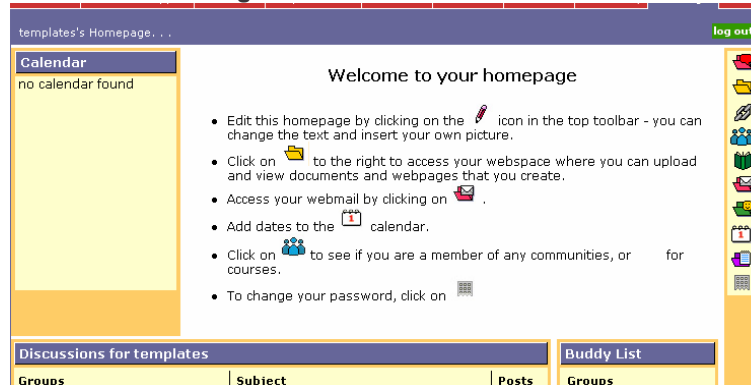 templates's Homepage. . .
log out
Calendar
no calendar found
Welcome to your homepage
Edit this homepage by clicking on the icon in the top toolbar - you can
change the text and insert your own picture.
Click on to the right to access your webspace where you can upload
and view documents and webpages that you create.
Access your webmail by clicking on .
Add dates to the 1 calendar.
Click on to see if you are a member of any communities, or for
courses.
To change your password, click on
1
Discussions for templates
Buddy List
Groups Subject Posts Groups